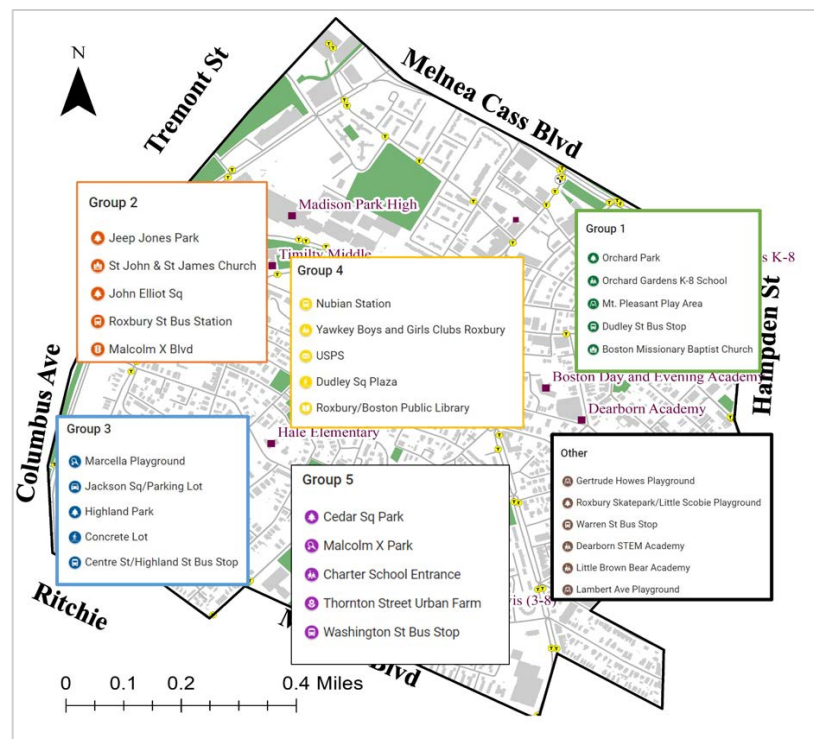 N
Tremont St
Melnea Cass Blvd
Madison Park High
Timilty Middle
Group 2
Jeep Jones Park
St John & St James Church
John Elliot Sq
Roxbury St Bus Station
Malcolm X Blvd
Group 4
Nubian Station
Yawkey Boys and Girls Clubs Roxbury
USPS
Dudley Sq Plaza
Roxbury/Boston Public Library
Group 1
Orchard Park
Orchard Gardens K-8 School
Mt. Pleasant Play Area
Dudley St Bus Stop
Boston Missionary Baptist Church
K-8
Hampden St
Boston Day and Evening Academy
Dearborn Academy
Columbus Ave
Hale Elementary
Group 3
Marcella Playground
Jackson Sq/Parking Lot
Highland Park
Concrete Lot
Centre St/Highland St Bus Stop
Group 5
Cedar Sq Park
Malcolm X Park
Charter School Entrance
Thornton Street Urban Farm
Washington St Bus Stop
Other
Gertrude Howes Playground
Roxbury Skatepark/Little Scobie Playground
Warren St Bus Stop
Dearborn STEM Academy
Little Brown Bear Academy
Lambert Ave Playground
(3-8)
Ritchie
Blvd
0 0.1 0.2 0.4 Miles